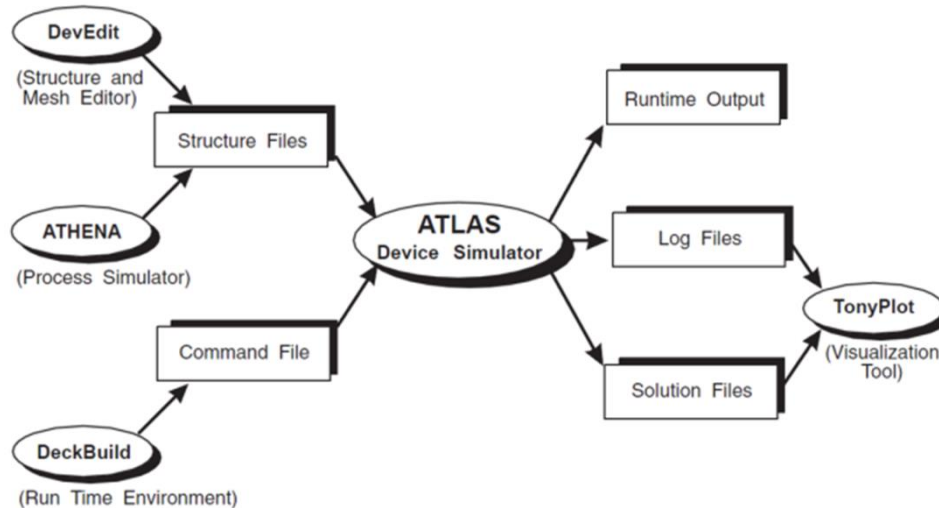 DevEdit
(Structure and
Mesh Editor)
Structure Files
ATHENA
(Process Simulator)
Command File
DeckBuild
(Run Time Environment)
ATLAS
Device Simulator
Runtime Output
Log Files
Solution Files
TonyPlot
(Visualization
Tool)